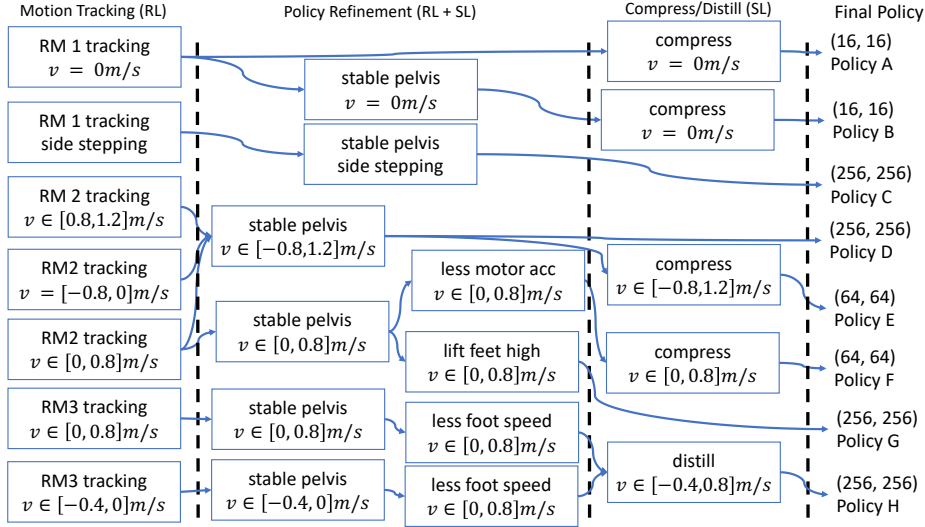 Motion Tracking (RL)
Policy Refinement (RL + SL)
Compress/Distill (SL)
Final Policy
RM 1 tracking
v = 0m/s
RM 1 tracking
side stepping
RM 2 tracking
v ∈ [0.8,1.2]m/s
RM2 tracking
v = [−0.8, 0]m/s
RM2 tracking
v ∈ [0, 0.8]m/s
RM3 tracking
v ∈ [0, 0.8]m/s
RM3 tracking
v ∈ [−0.4, 0]m/s
stable pelvis
v = 0m/s
stable pelvis
side stepping
stable pelvis
v ∈ [−0.8,1.2]m/s
stable pelvis
v ∈ [0, 0.8]m/s
less motor acc
v ∈ [0, 0.8]m/s
lift feet high
v ∈ [0, 0.8]m/s
stable pelvis
v ∈ [0, 0.8]m/s
less foot speed
v ∈ [0, 0.8]m/s
stable pelvis
v ∈ [−0.4, 0]m/s
less foot speed
v ∈ [0, 0.8]m/s
compress
v = 0m/s
compress
v = 0m/s
compress
v ∈ [−0.8,1.2]m/s
compress
v ∈ [0, 0.8]m/s
distill
v ∈ [−0.4,0.8]m/s
(16, 16)
Policy A
(16, 16)
Policy B
(256, 256)
Policy C
(256, 256)
Policy D
(64, 64)
Policy E
(64, 64)
Policy F
(256, 256)
Policy G
(256, 256)
Policy H